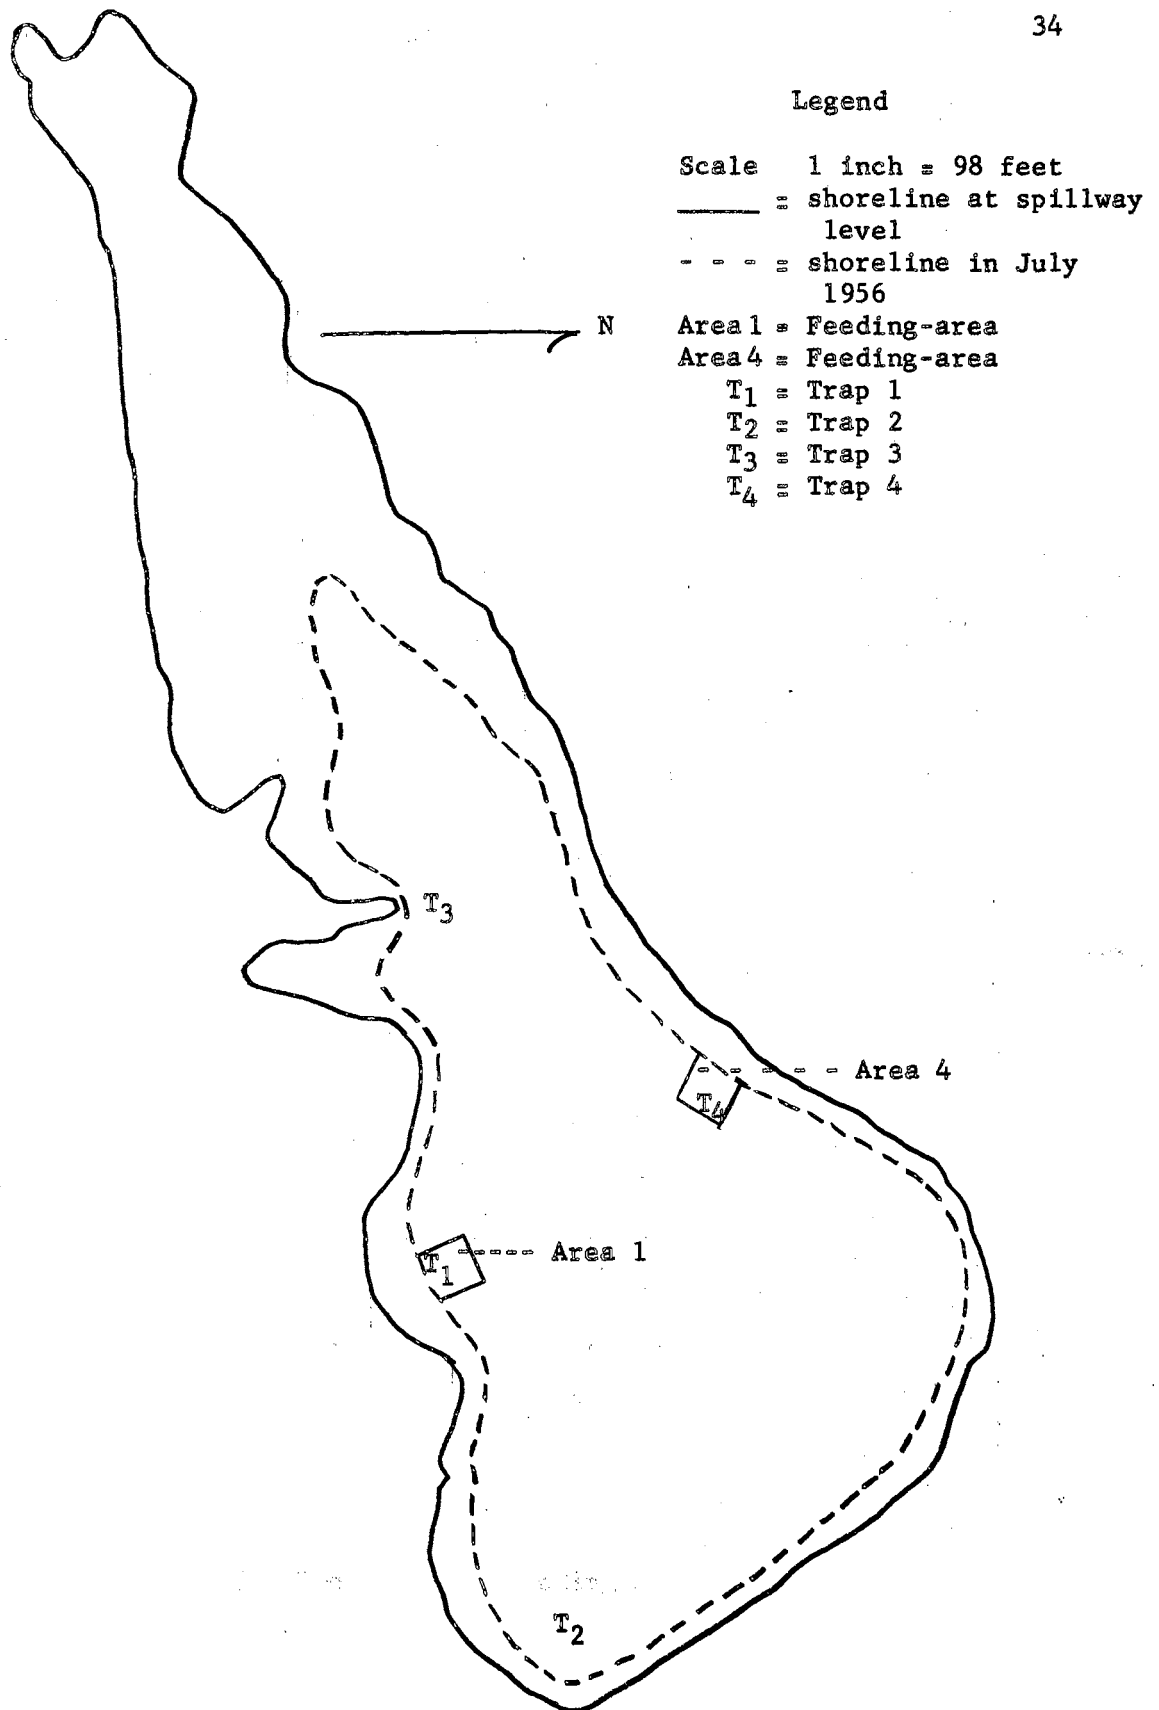 34
Legend
Scale 1 inch = 98 feet
= shoreline at spillway
level
- - - = shoreline in July
1956
N
Area 1 = Feeding-area
Area 4 = Feeding-area
T1 = Trap 1
T2 = Trap 2
T3 = Trap 3
T4 = Trap 4
T3
Area 4
T4
Area 1
T1
T2